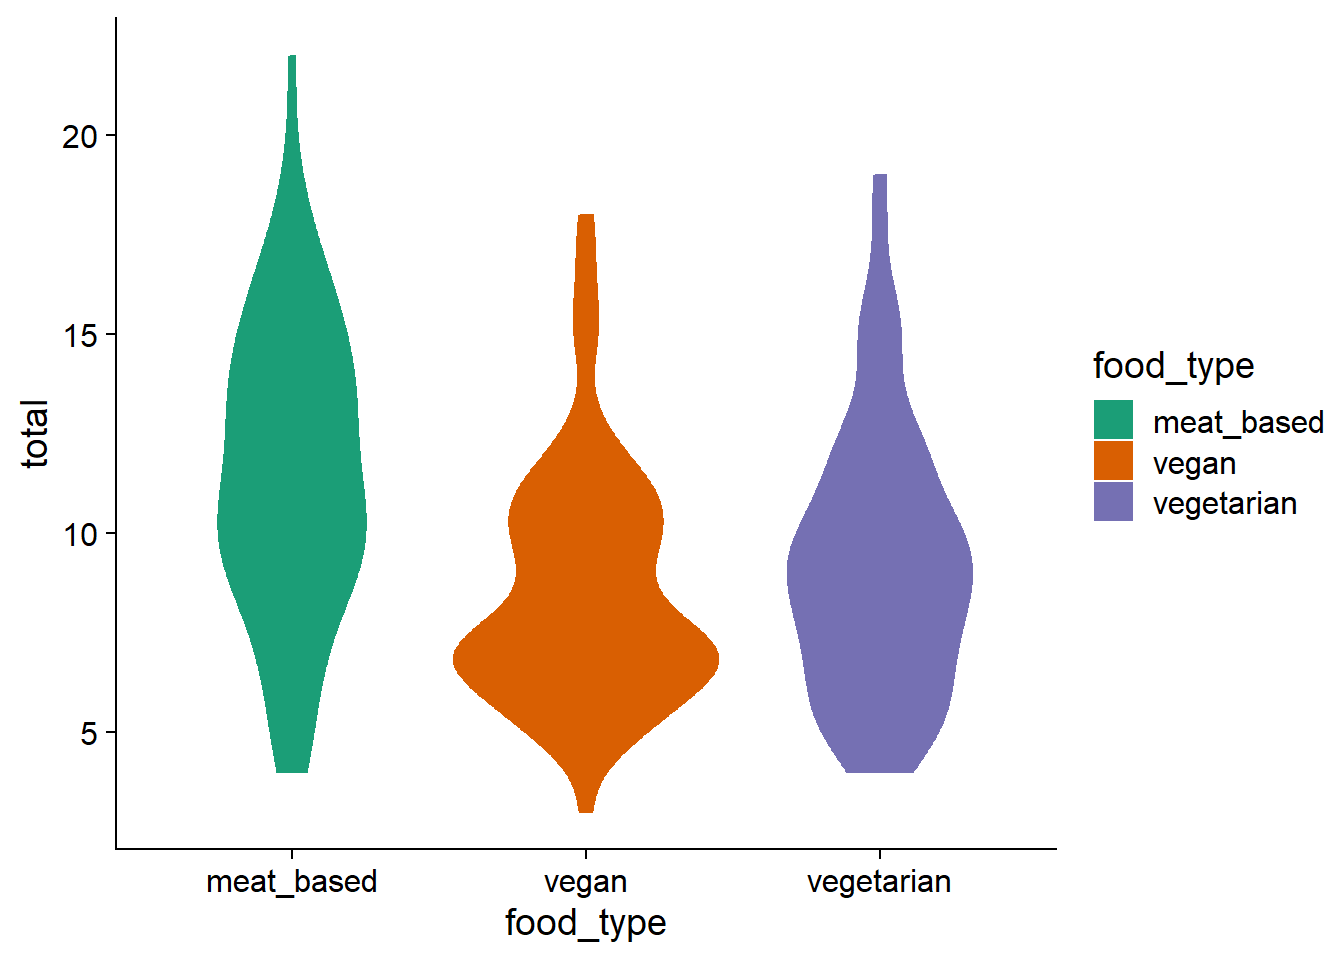 total
20
15
10
5
meat_based
vegan
vegetarian
food_type
food_type
meat_based
vegan
vegetarian